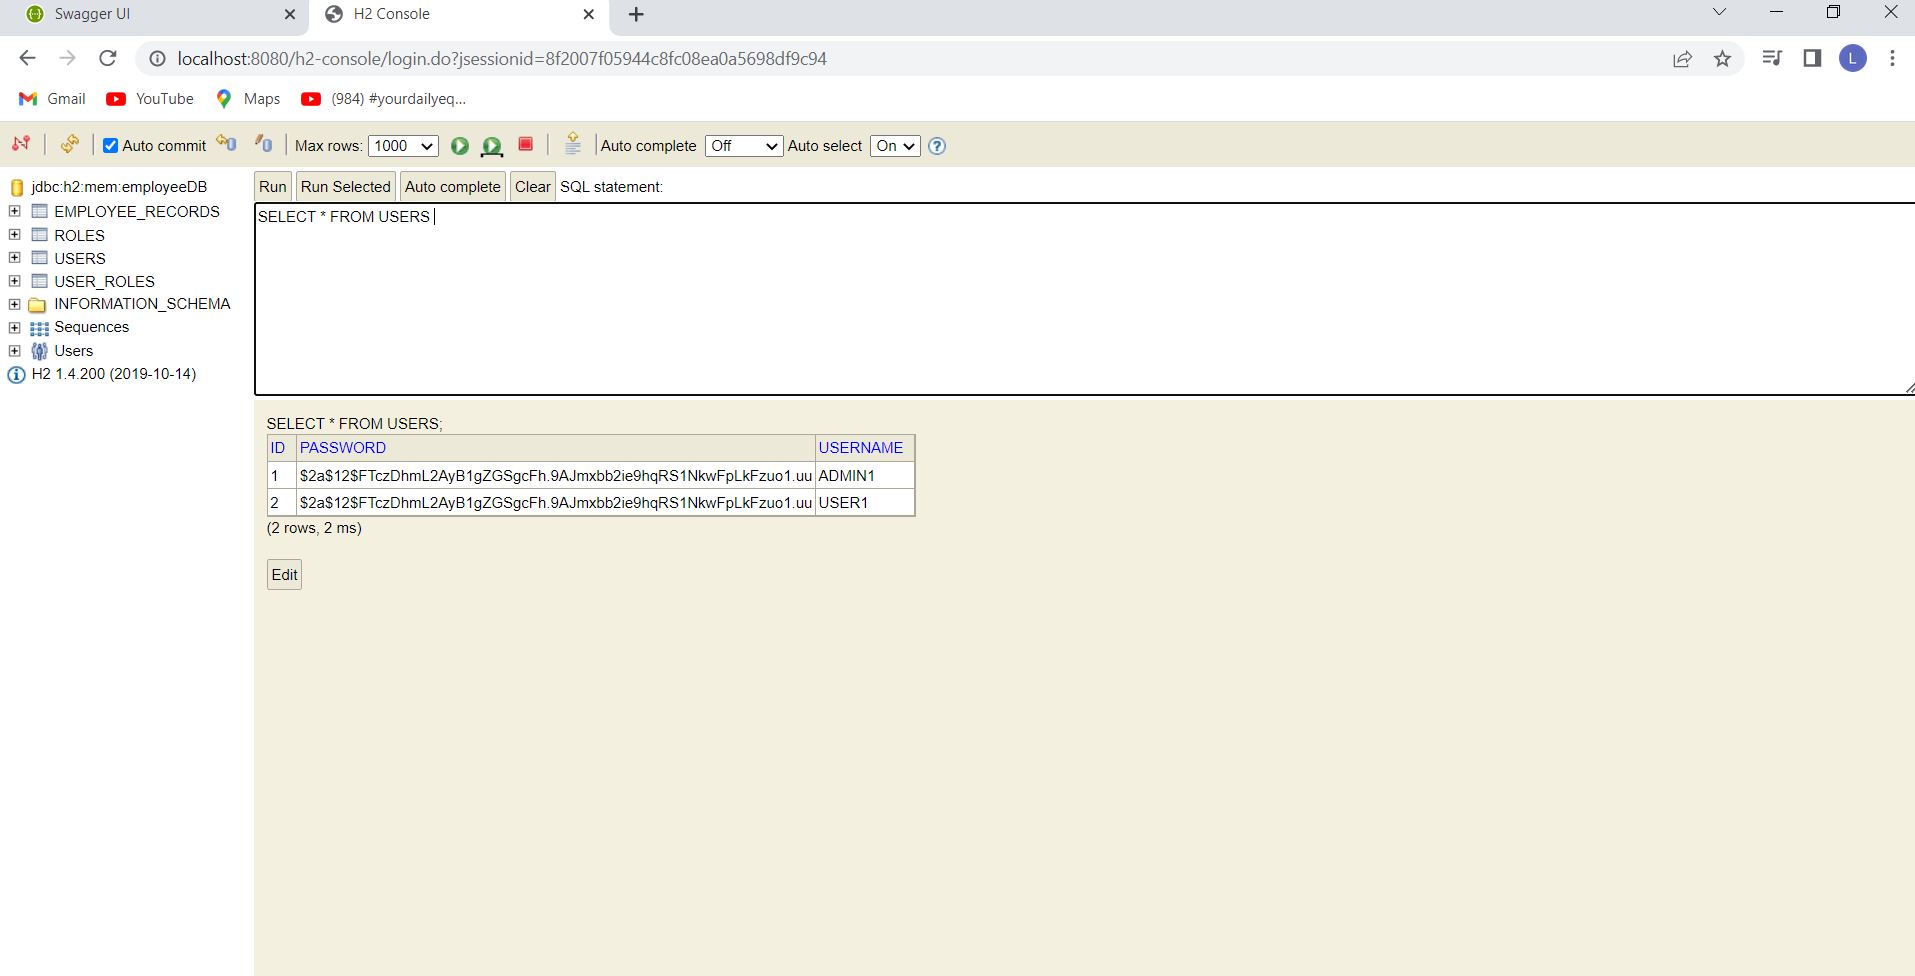 Swagger UI
H2 Console
localhost:8080/h2-console/login.do?jsessionid=8f2007f05944c8fc08ea0a5698df9c94
L
Gmail
YouTube
Maps
(984) #yourdailyeq...
Auto commit
Max rows: 1000
Auto complete Off
Auto select On
jdbc:h2:mem:employeeDB
EMPLOYEE_RECORDS
ROLES
USERS
USER_ROLES
INFORMATION_SCHEMA
Sequences
Users
H2 1.4.200 (2019-10-14)
Run Run Selected Auto complete Clear SQL statement:
SELECT * FROM USERS
SELECT * FROM USERS;
ID PASSWORD USERNAME
1 $2a$12$FTczDhmL2AyB1gZGSgcFh.9AJmxbb2ie9hqRS1NkwFpLkFzuo1.uu ADMIN1
2 $2a$12$FTczDhmL2AyB1gZGSgcFh.9AJmxbb2ie9hqRS1NkwFpLkFzuo1.uu USER1
(2 rows, 2 ms)
Edit